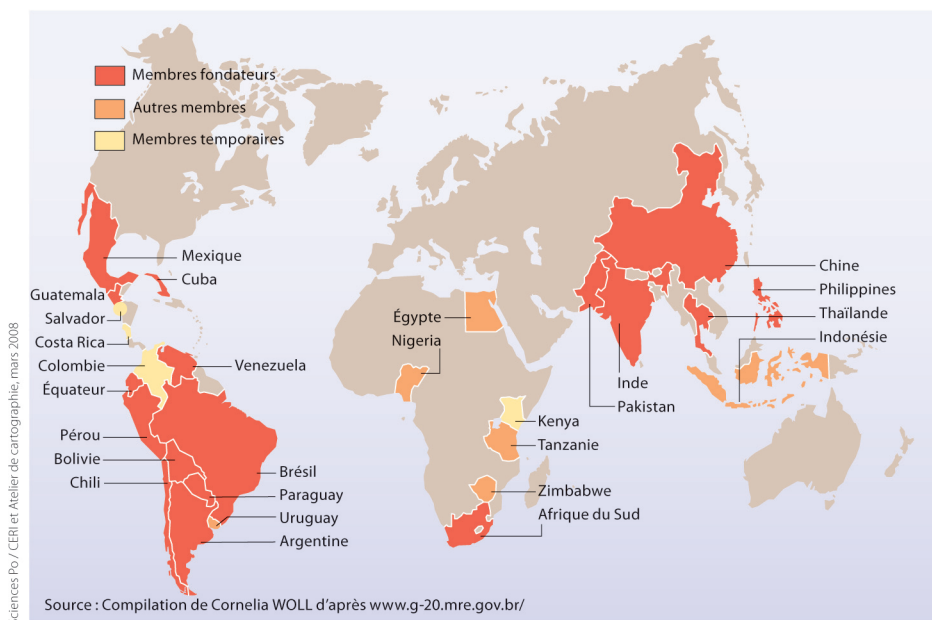 Membres fondateurs
Autres membres
Membres temporaires
Mexique
Cuba
Guatemala
Salvador
Costa Rica
Colombie
Venezuela
Équateur
Pérou
Bolivie
Chili
Brésil
Paraguay
Uruguay
Argentine
Égypte
Nigeria
Kenya
Tanzanie
Zimbabwe
Afrique du Sud
Chine
Philippines
Thaïlande
Indonésie
Inde
Pakistan
Source : Compilation de Cornelia WOLL d'après www.g-20.mre.gov.br/
ciences Po / CERI et Atelier de cartographie, mars 2008